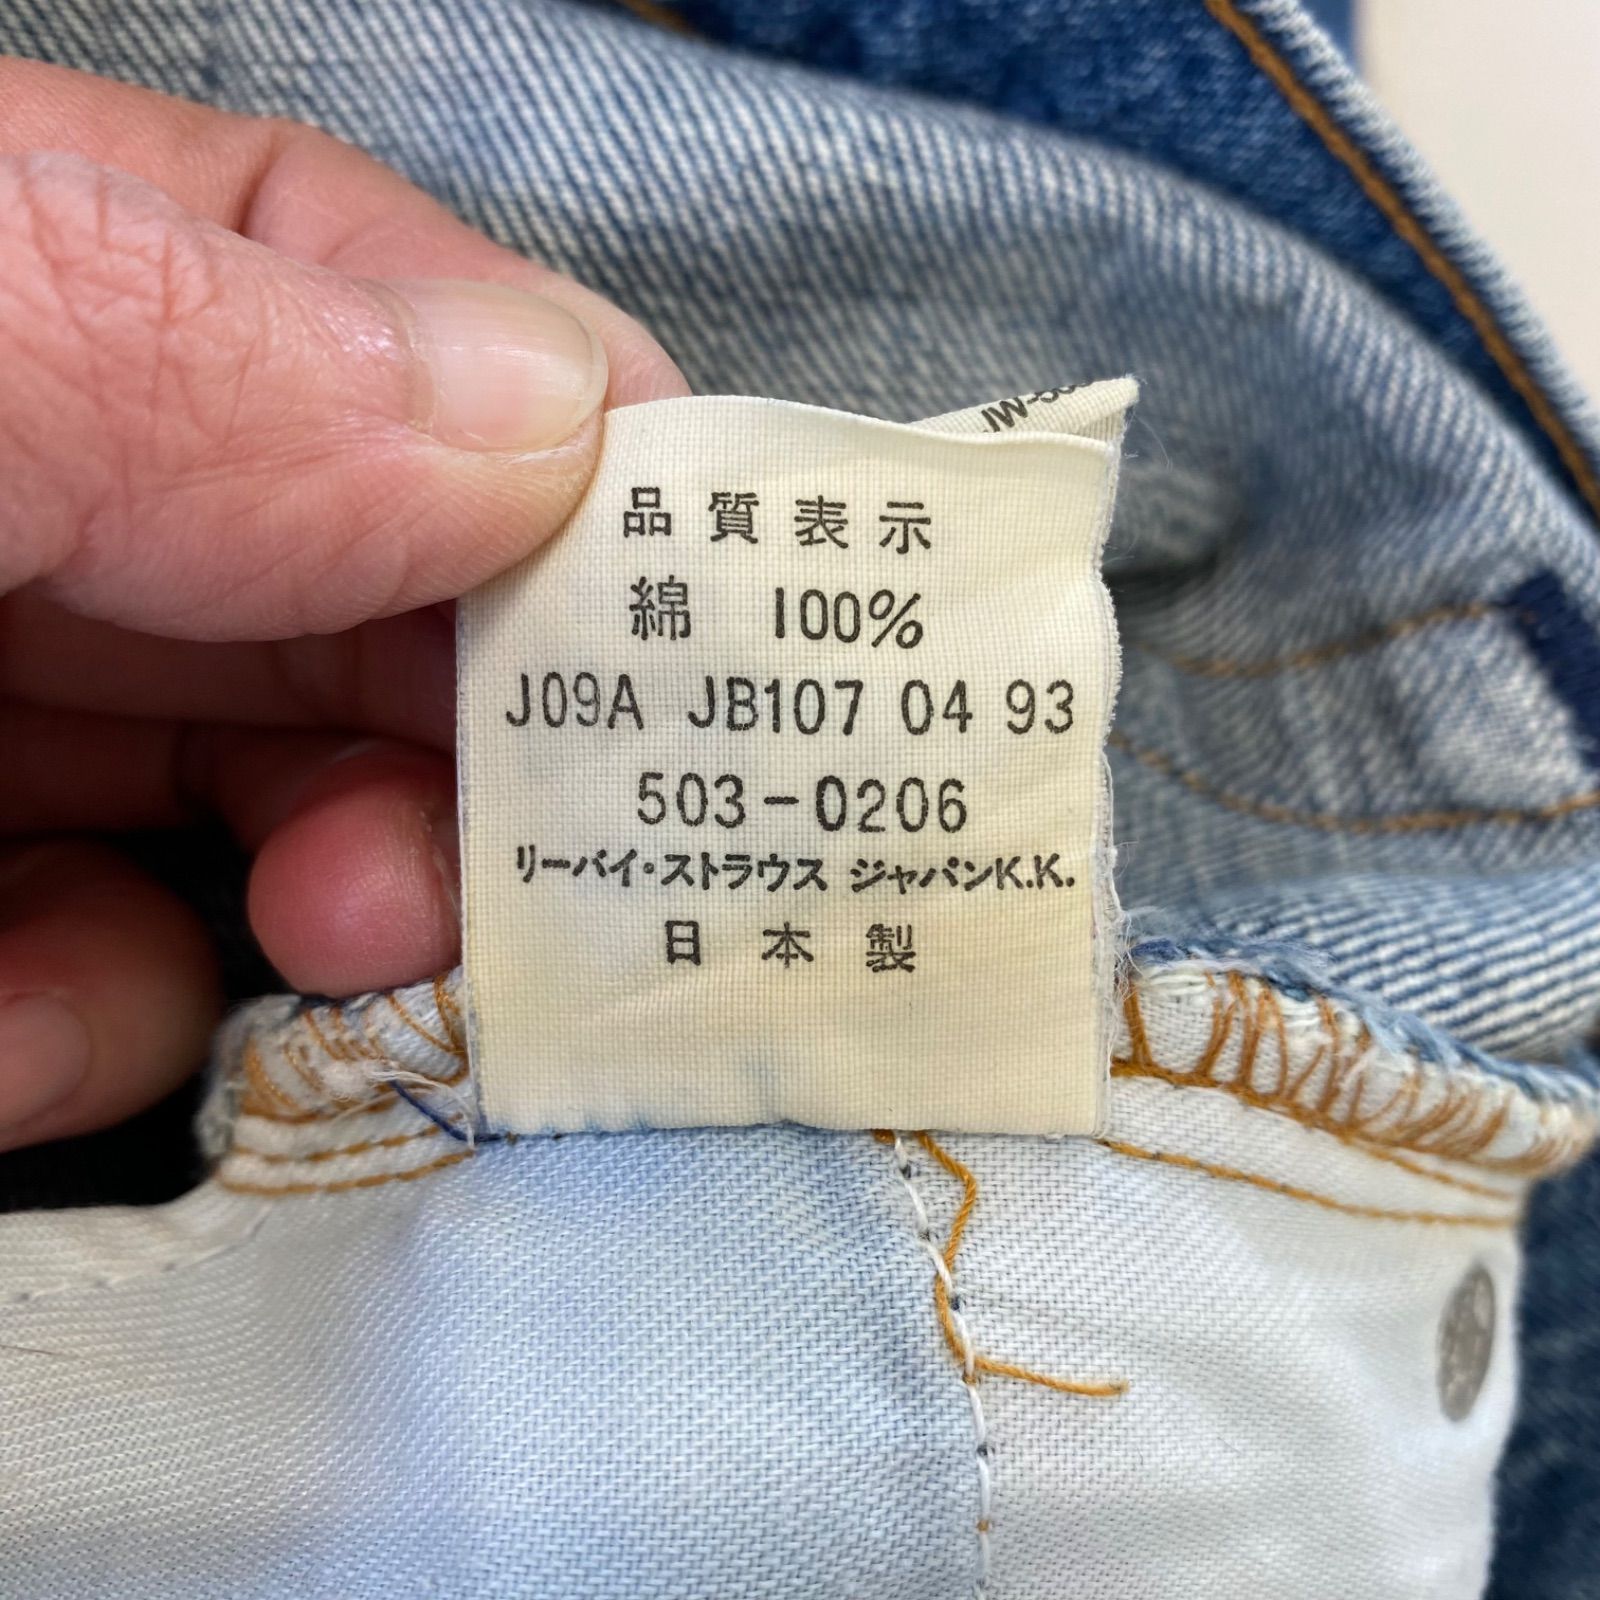 品質表示
綿 100%
J09A JB107 04 93
503-0206
リーバイ・ストラウス ジャパンK.K.
日本製